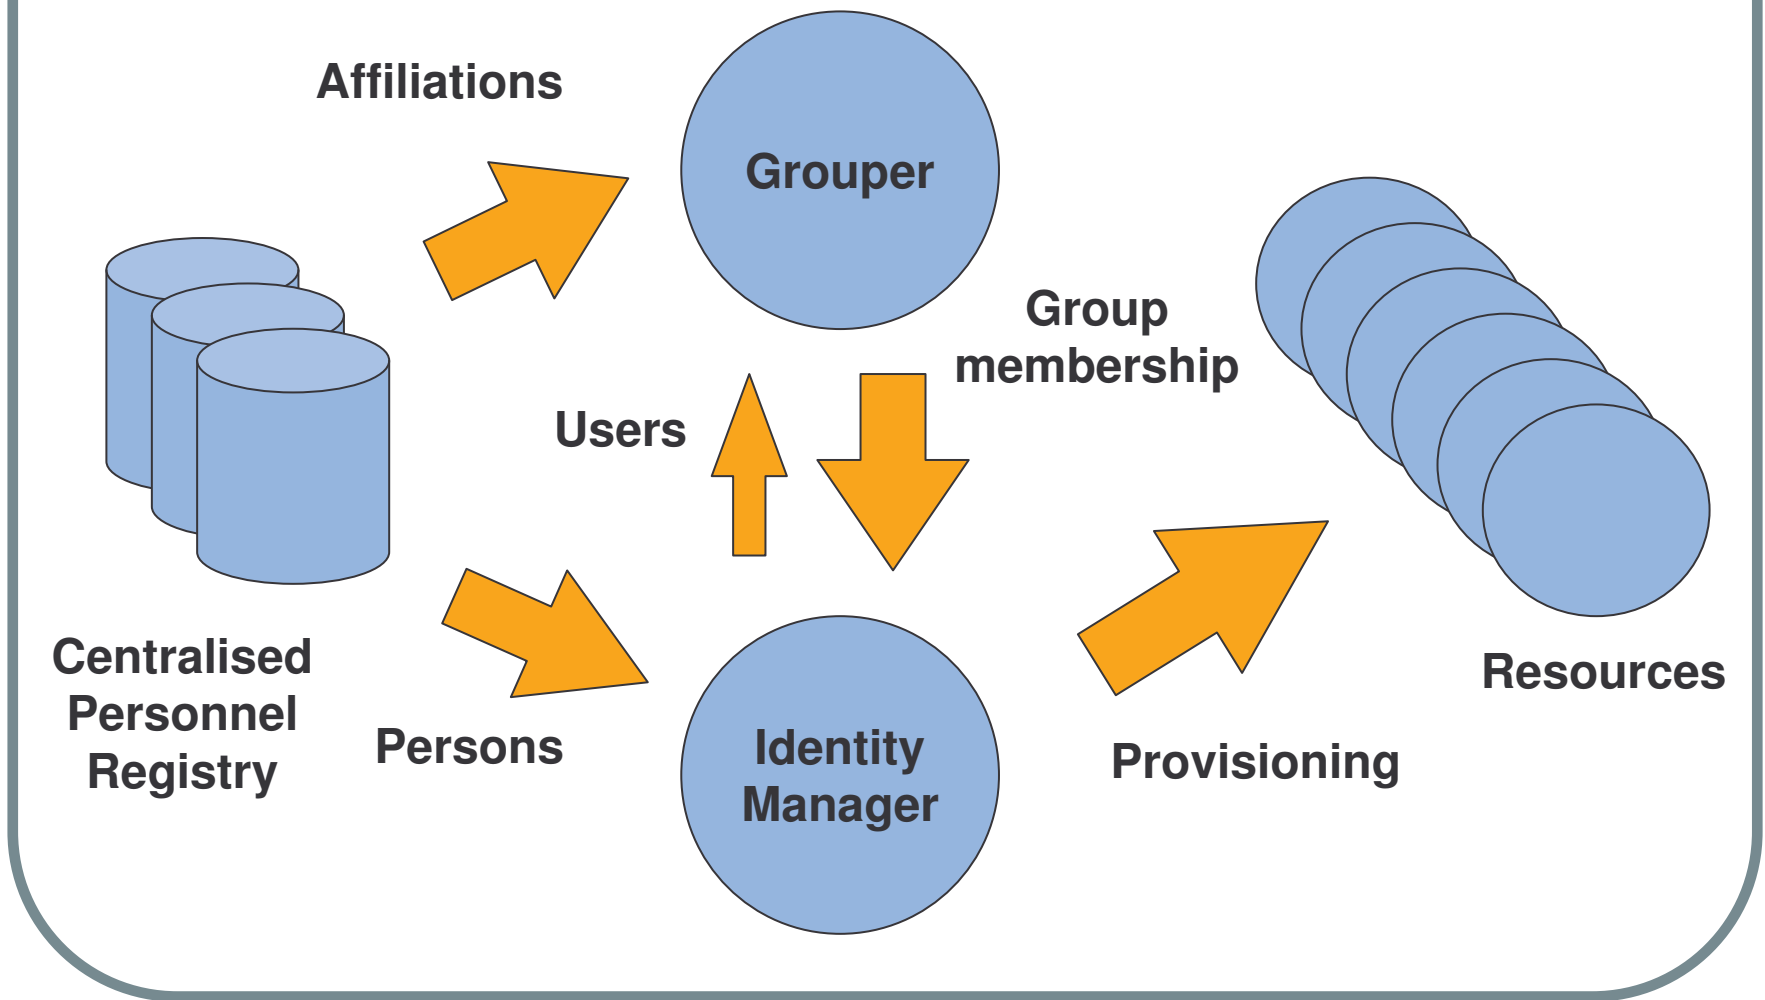 Affiliations
Grouper
Group
membership
Users
Centralised
Personnel
Registry
Persons
Identity
Manager
Provisioning
Resources